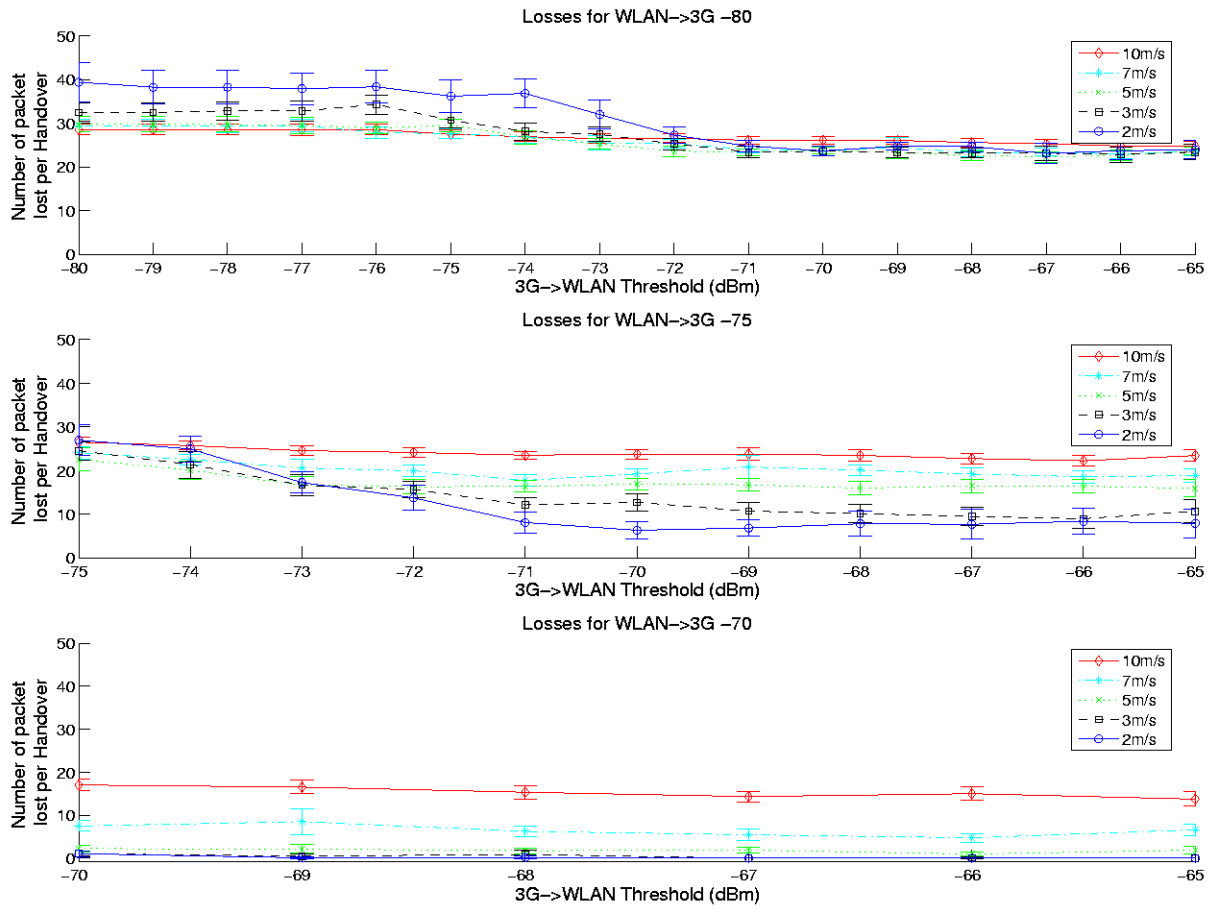 Losses for WLAN->3G -80
Number of packet
lost per Handover
50
40
30
20
10
0
10m/s
7m/s
5m/s
3m/s
2m/s
-80 -79 -78 -77 -76 -75 -74 -73 -72 -71 -70 -69 -68 -67 -66 -65
3G->WLAN Threshold (dBm)
Losses for WLAN->3G -75
Number of packet
lost per Handover
50
40
30
20
10
0
10m/s
7m/s
5m/s
3m/s
2m/s
-75 -74 -73 -72 -71 -70 -69 -68 -67 -66 -65
3G->WLAN Threshold (dBm)
Losses for WLAN->3G -70
Number of packet
lost per Handover
50
40
30
20
10
0
10m/s
7m/s
5m/s
3m/s
2m/s
-70 -69 -68 -67 -66 -65
3G->WLAN Threshold (dBm)